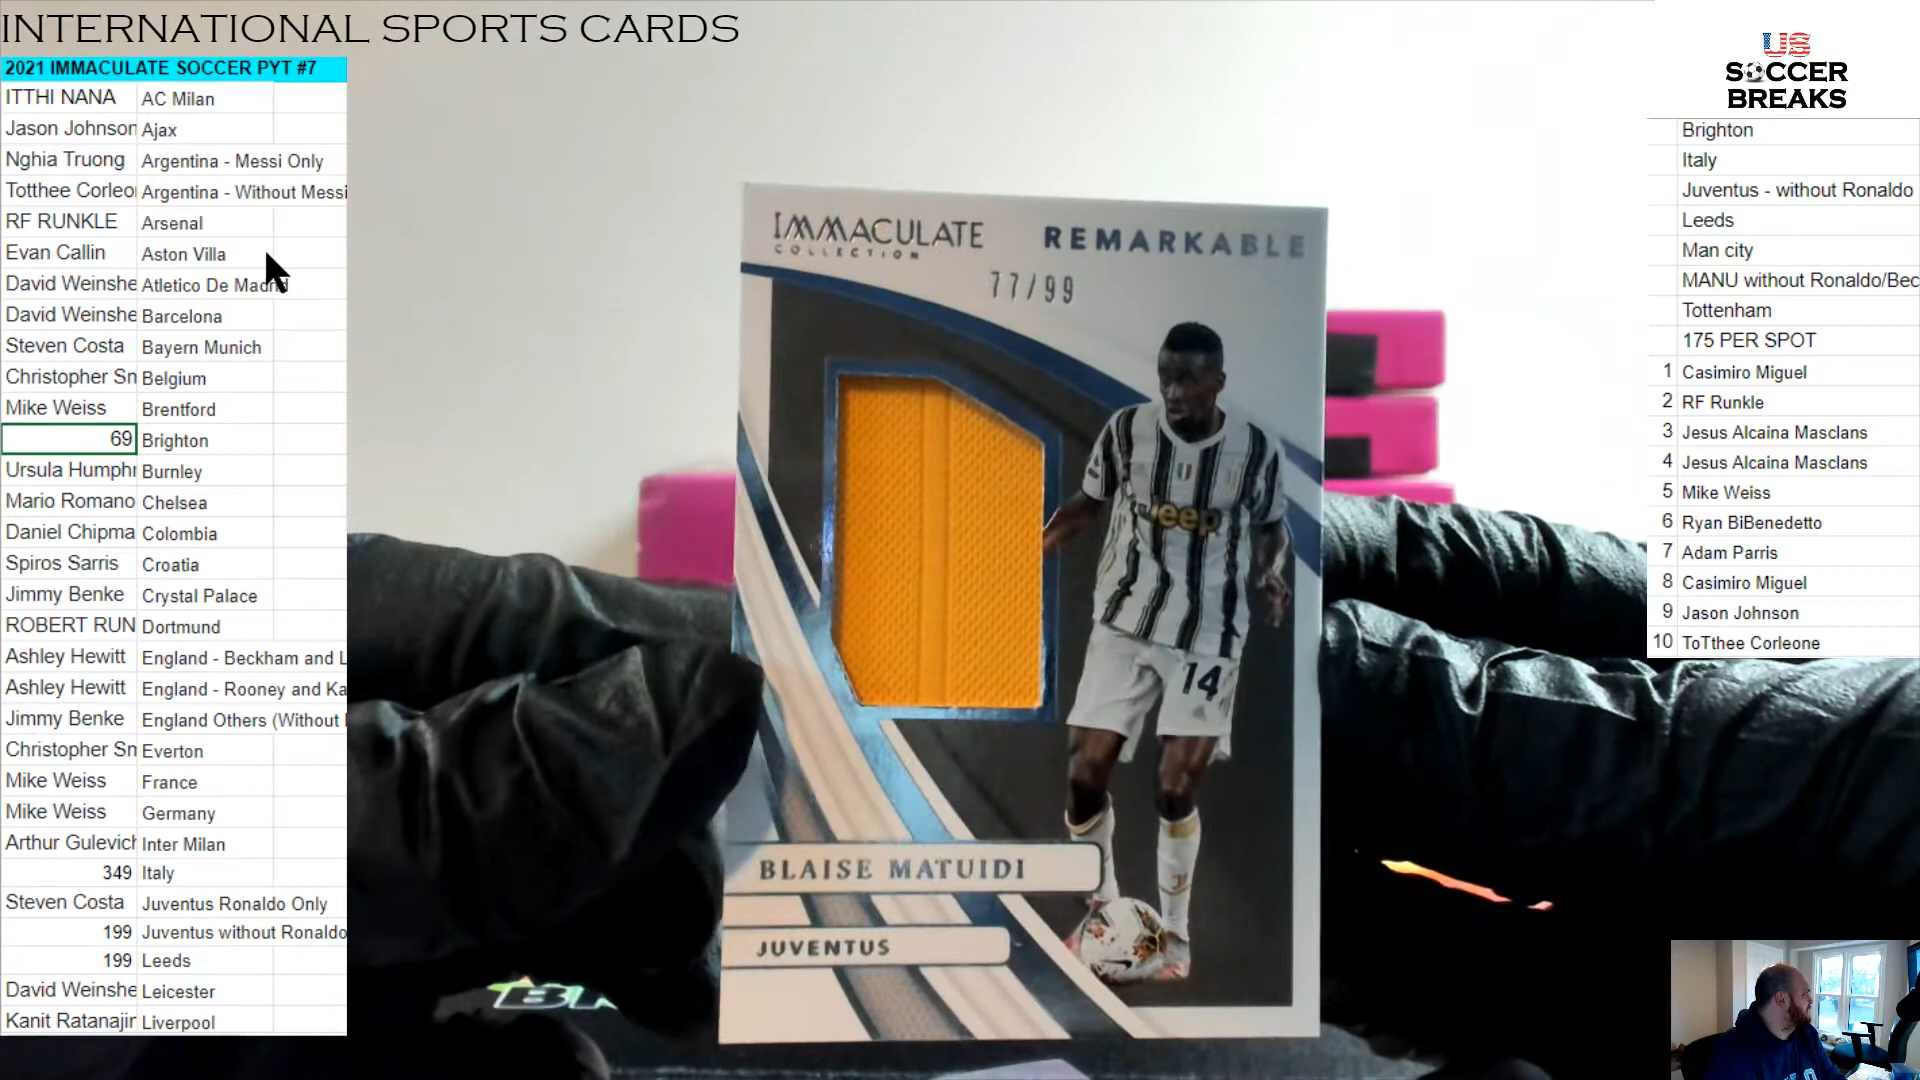 INTERNATIONAL SPORTS CARDS
2021 IMMACULATE SOCCER PYT #7
ITTHI NANA AC Milan
Jason Johnson Ajax
Nghia Truong Argentina - Messi Only
Totthee Corleo Argentina - Without Messi
RF RUNKLE Arsenal
Evan Callin Aston Villa
David Weinshe Atletico De Madrid
David Weinshe Barcelona
Steven Costa Bayern Munich
Christopher Sn Belgium
Mike Weiss Brentford
69 Brighton
Ursula Humphr Burnley
Mario Romano Chelsea
Daniel Chipma Colombia
Spiros Sarris Croatia
Jimmy Benke Crystal Palace
ROBERT RUN Dortmund
Ashley Hewitt England - Beckham and L
Ashley Hewitt England - Rooney and Ka
Jimmy Benke England Others (Without
Christopher Sn Everton
Mike Weiss France
Mike Weiss Germany
Arthur Gulevich Inter Milan
349 Italy
Steven Costa Juventus Ronaldo Only
199 Juventus without Ronaldo
199 Leeds
David Weinshe Leicester
Kanit Ratanajir Liverpool
IMMACULATE
COLLECTION
REMARKABLE
77/99
Jeep
14
BLAISE MATUIDI
JUVENTUS
US
SOCCER
BREAKS
Brighton
Italy
Juventus - without Ronaldo
Leeds
Man city
MANU without Ronaldo/Bec
Tottenham
175 PER SPOT
1 Casimiro Miguel
2 RF Runkle
3 Jesus Alcaina Masclans
4 Jesus Alcaina Masclans
5 Mike Weiss
6 Ryan BiBenedetto
7 Adam Parris
8 Casimiro Miguel
9 Jason Johnson
10 ToTthee Corleone